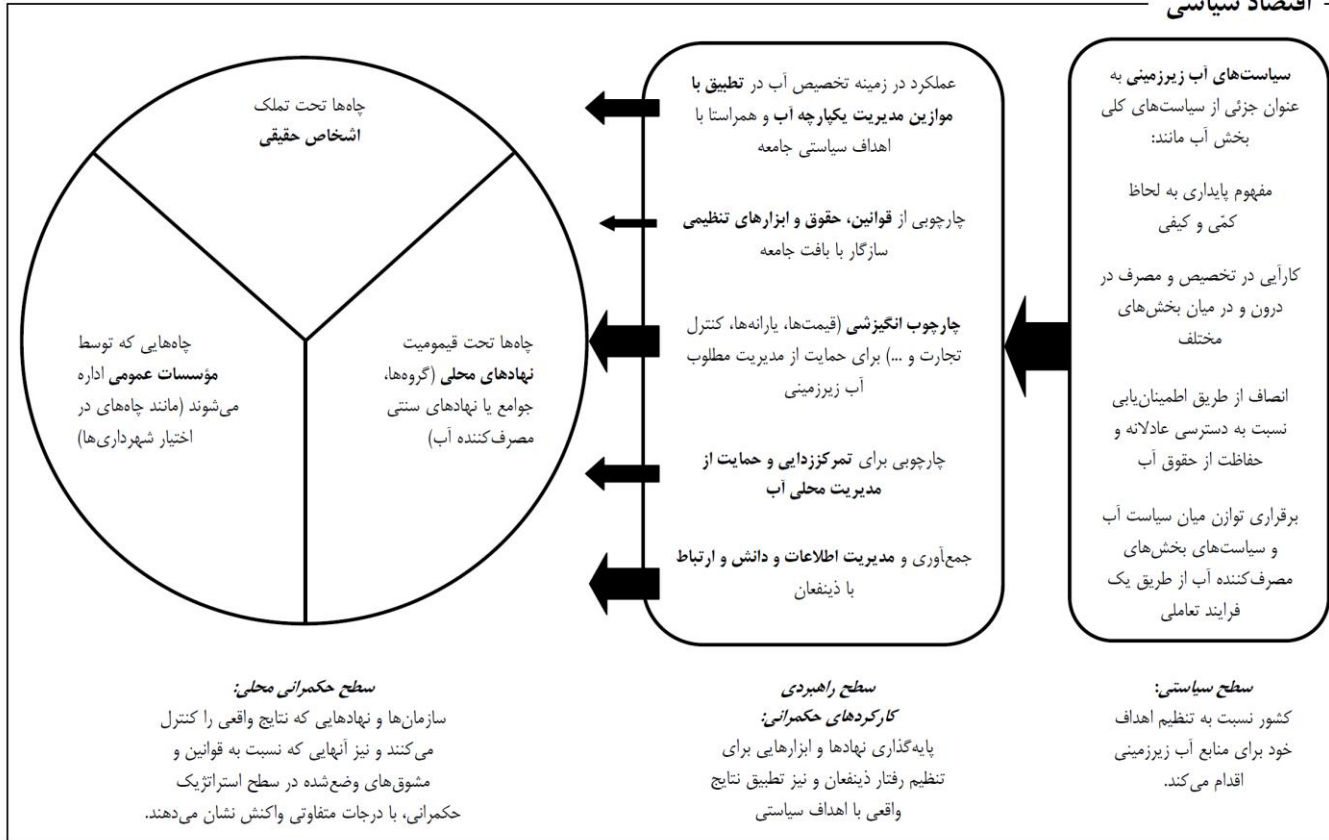 اقتصاد سیاسی
سیاست‌های آب زیرزمینی به
عنوان جزئی از سیاست‌های کلی
بخش آب مانند:
مفهوم پایداری به لحاظ
کمّی و کیفی
کارآیی در تخصیص و مصرف در
درون و در میان بخش‌های
مختلف
انصاف از طریق اطمینان‌یابی
نسبت به دسترسی عادلانه و
حفاظت از حقوق آب
برقراری توازن میان سیاست آب
و سیاست‌های بخش‌های
مصرف‌کننده آب از طریق یک
فرایند تعاملی
سطح سیاستی:
کشور نسبت به تنظیم اهداف
خود برای منابع آب زیرزمینی
اقدام می‌کند.
عملکرد در زمینه تخصیص آب در تطبیق با
موازین مدیریت یکپارچه آب و همراستا با
اهداف سیاستی جامعه
چارچوبی از قوانین، حقوق و ابزارهای تنظیمی
سازگار با بافت جامعه
چارچوب انگیزشی (قیمت‌ها، یارانه‌ها، کنترل
تجارت و ...) برای حمایت از مدیریت مطلوب
آب زیرزمینی
چارچوبی برای تمرکززدایی و حمایت از
مدیریت محلی آب
جمع‌آوری و مدیریت اطلاعات و دانش و ارتباط
با ذینفعان
سطح راهبردی
کارکردهای حکمرانی:
پایه‌گذاری نهادها و ابزارهایی برای
تنظیم رفتار ذینفعان و نیز تطبیق نتایج
واقعی با اهداف سیاستی
چاه‌ها تحت تملک
اشخاص حقیقی
چاه‌ها تحت قیمومیت
نهادهای محلی (گروه‌ها،
جوامع یا نهادهای سنتی
مصرف‌کننده آب)
چاه‌هایی که توسط
مؤسسات عمومی اداره
می‌شوند (مانند چاه‌های در
اختیار شهرداری‌ها)
سطح حکمرانی محلی:
سازمان‌ها و نهادهایی که نتایج واقعی را کنترل
می‌کنند و نیز آنهایی که نسبت به قوانین و
مشوق‌های وضع‌شده در سطح استراتژیک
حکمرانی، با درجات متفاوتی واکنش نشان می‌دهند.